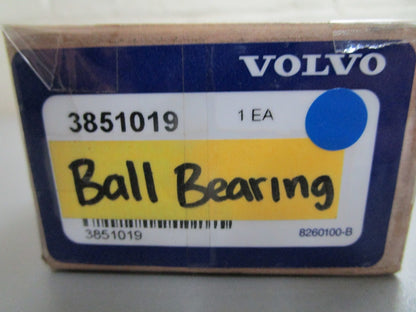 VOLVO
3851019 1 EA
Ball Bearing
3851019 8260100-B